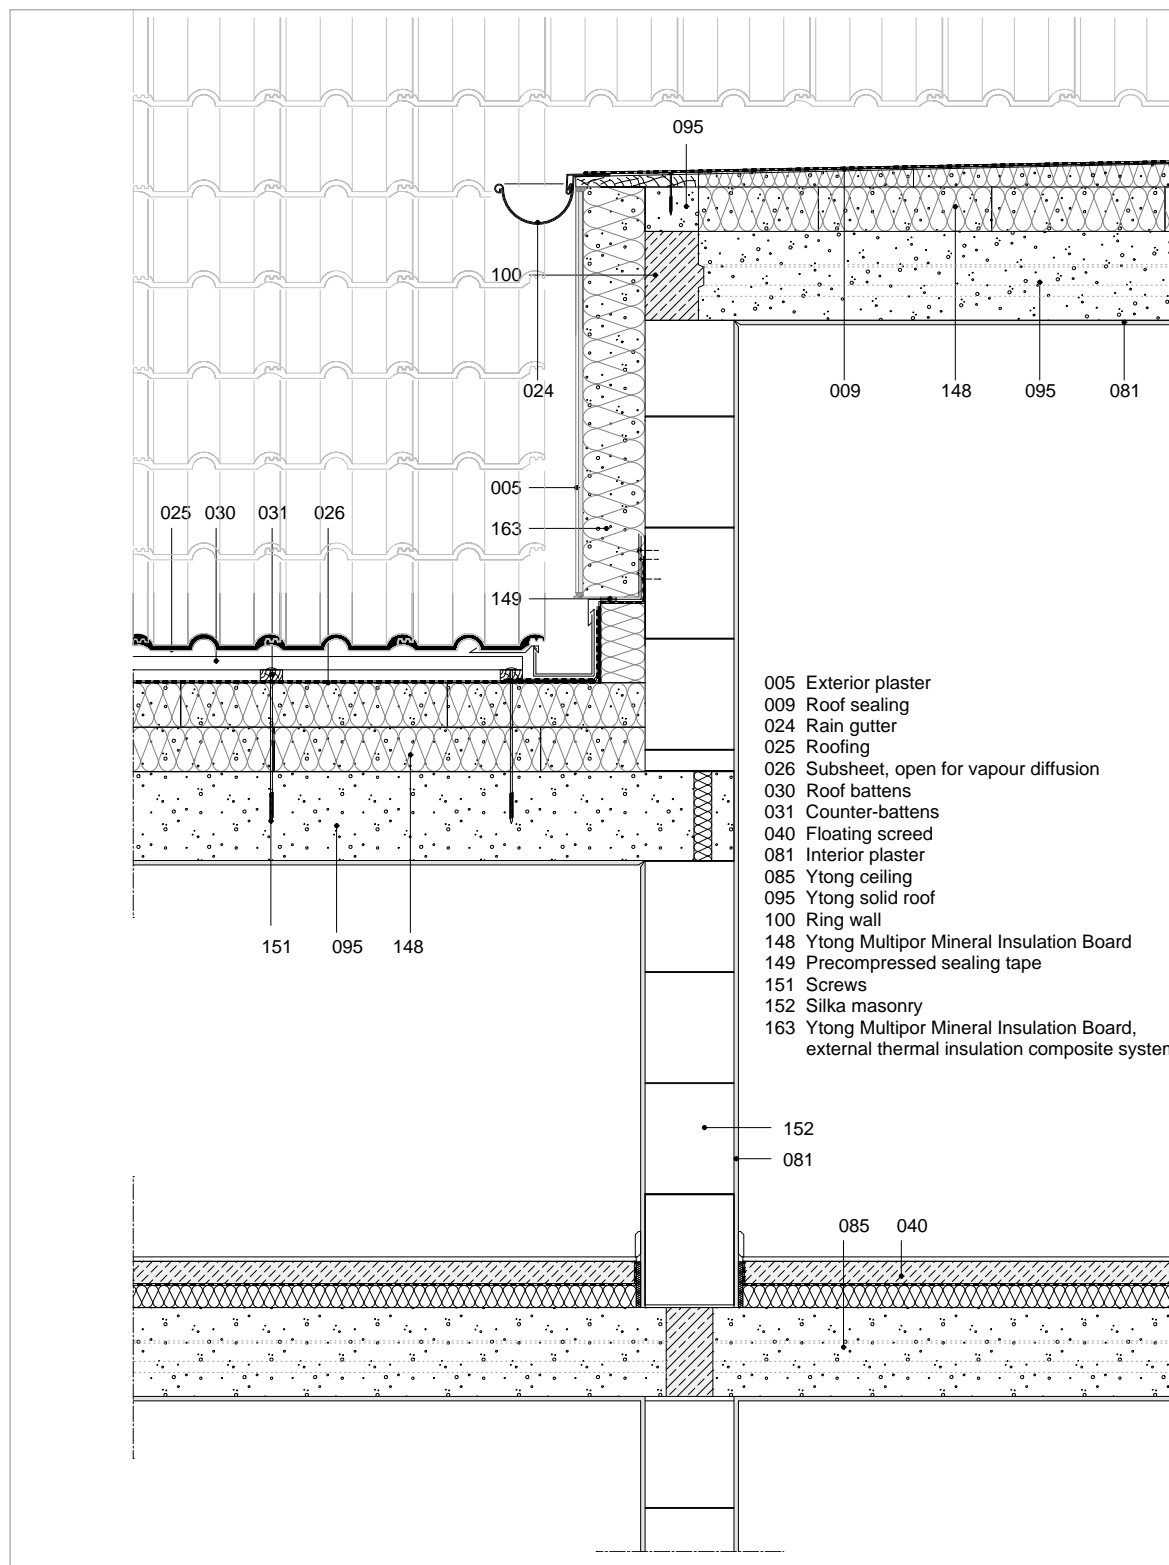 095
100
024
009 148 095 081
005
163
025 030 031 026
149
005 Exterior plaster
009 Roof sealing
024 Rain gutter
025 Roofing
026 Subsheet, open for vapour diffusion
030 Roof battens
031 Counter-battens
040 Floating screed
081 Interior plaster
085 Ytong ceiling
095 Ytong solid roof
100 Ring wall
148 Ytong Multipor Mineral Insulation Board
149 Precompressed sealing tape
151 Screws
152 Silka masonry
163 Ytong Multipor Mineral Insulation Board,
external thermal insulation composite system
151 095 148
152
081
085 040